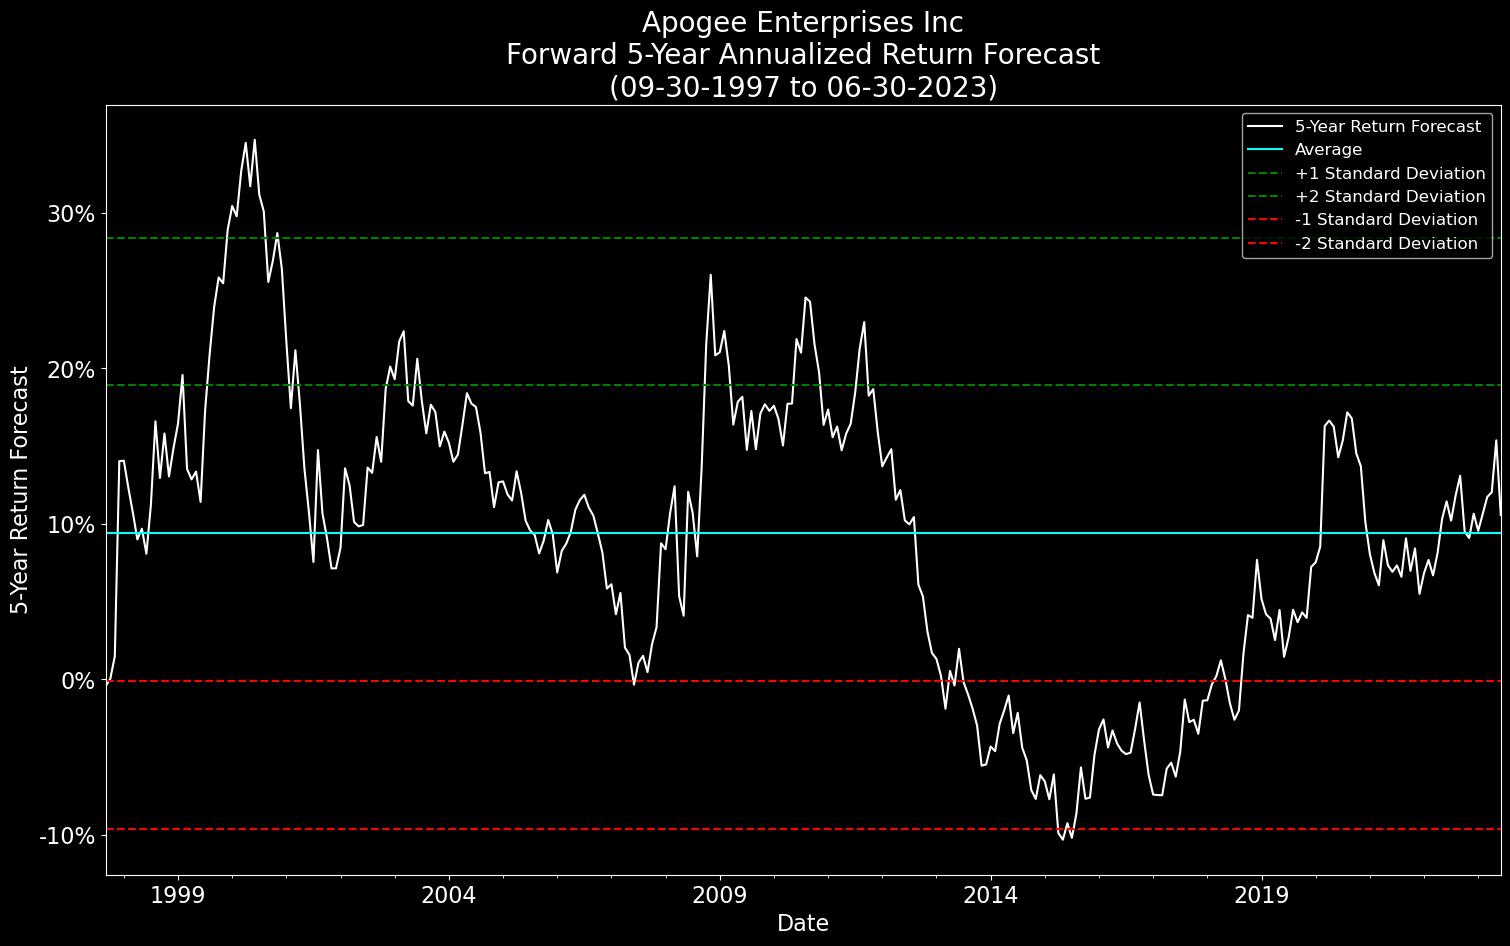 Apogee Enterprises Inc
Forward 5-Year Annualized Return Forecast
(09-30-1997 to 06-30-2023)
5-Year Return Forecast
Average
+1 Standard Deviation
+2 Standard Deviation
-1 Standard Deviation
-2 Standard Deviation
30%
20%
10%
0%
-10%
5-Year Return Forecast
1999 2004 2009 2014 2019
Date